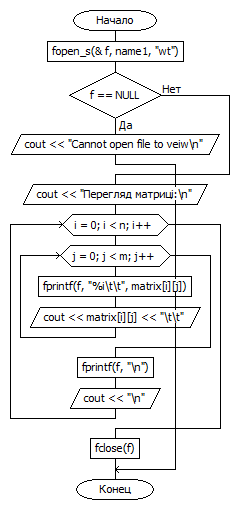 Начало
fopen_s(& f, name1, "wt")
f == NULL
Нет
Да
cout << "Cannot open file to veiw\n"
cout << "Перегляд матриці:\n"
i = 0; i < n; i++
j = 0; j < m; j++
fprintf(f, "%i\t\t", matrix[i][j])
cout << matrix[i][j] << "\t\t"
fprintf(f, "\n")
cout << "\n"
fclose(f)
Конец